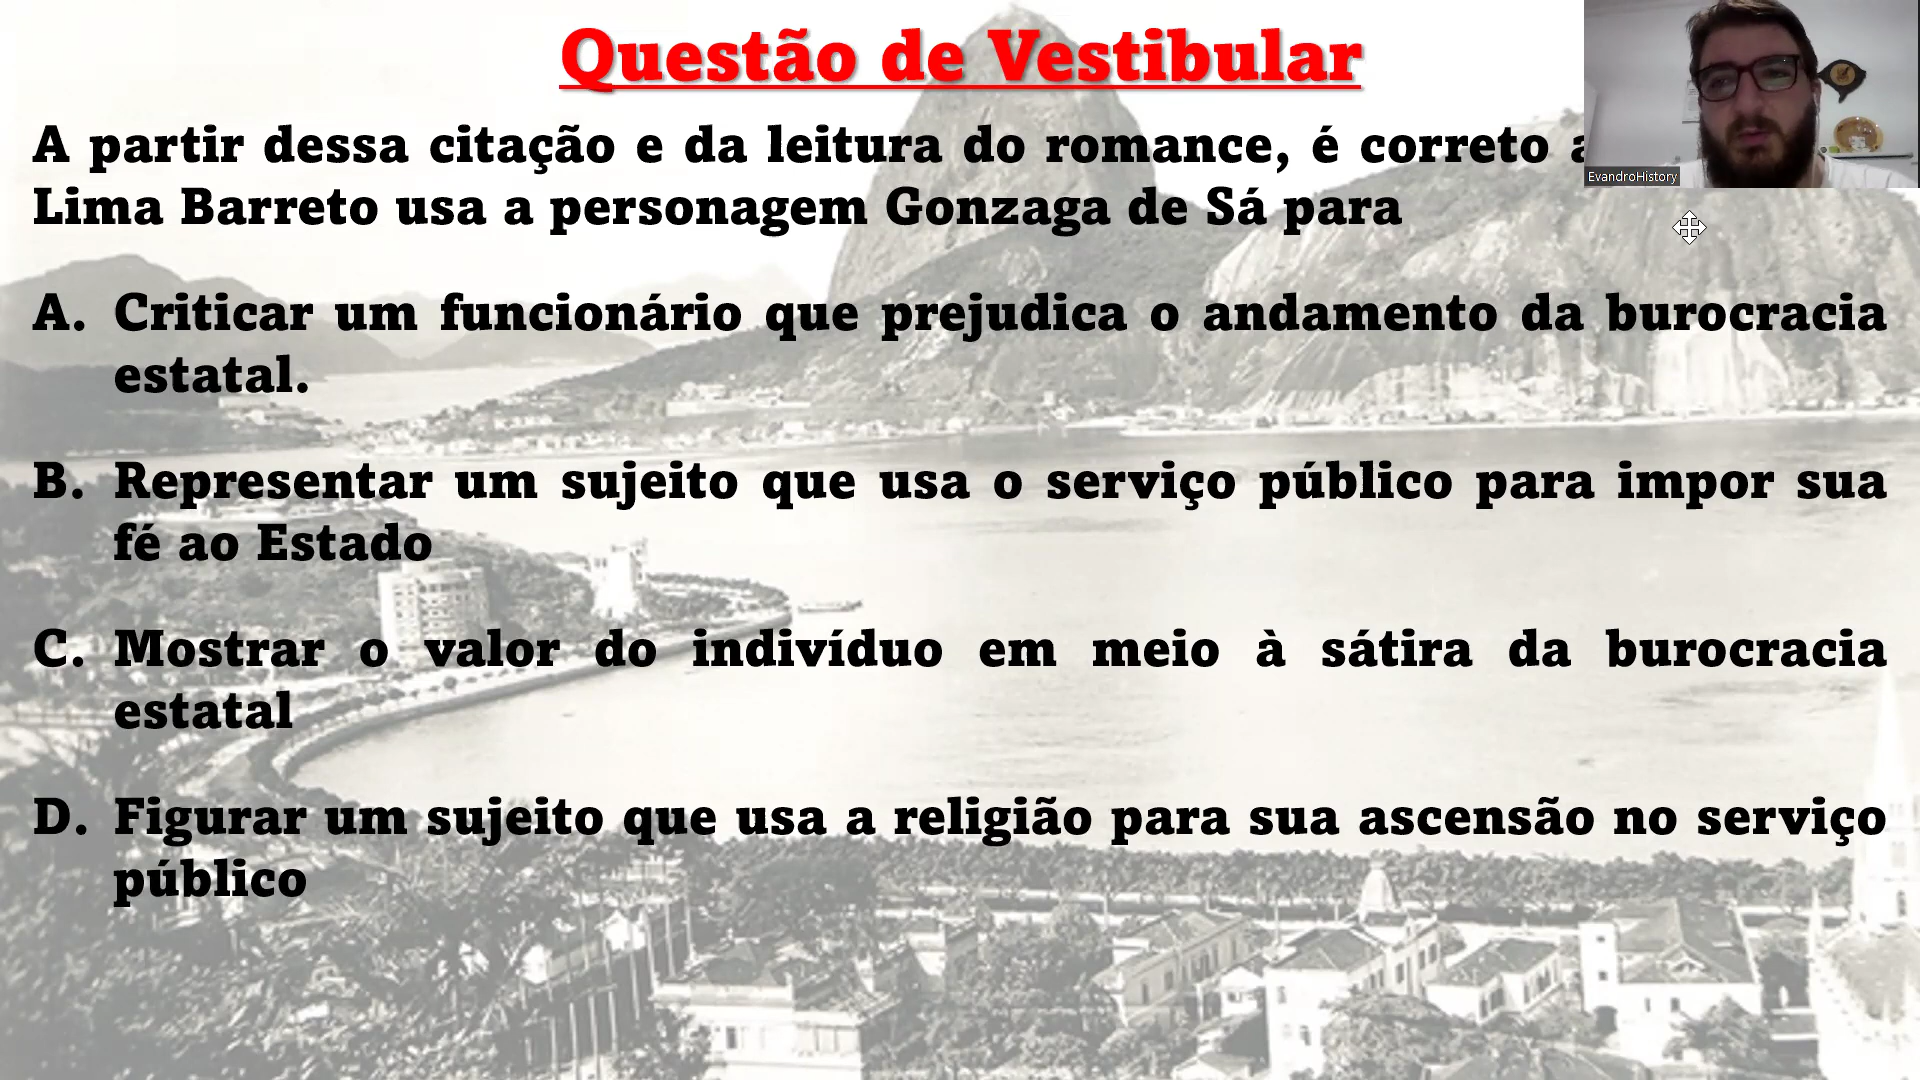 Questão de Vestibular
A partir dessa citação e da leitura do romance, é correto
Lima Barreto usa a personagem Gonzaga de Sá para
A. Criticar um funcionário que prejudica o andamento da burocracia
estatal.
B. Representar um sujeito que usa o serviço público para impor sua
fé ao Estado
C. Mostrar o valor do indivíduo em meio à sátira da burocracia
estatal
D. Figurar um sujeito que usa a religião para sua ascensão no serviço
público
EvandroHistory